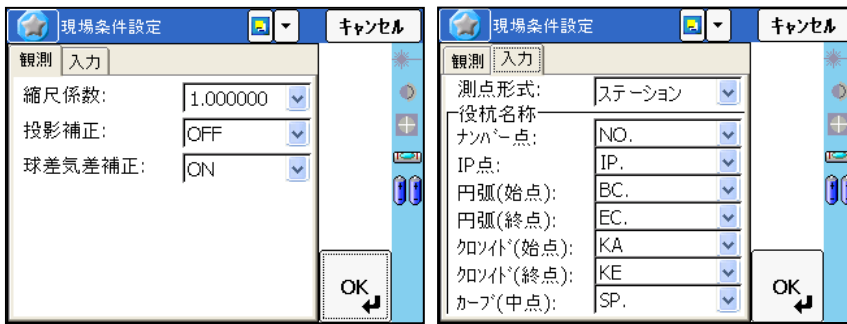 現場条件設定
キャンセル
観測 入力
縮尺係数: 1.000000
投影補正: OFF
球差気差補正: ON
OK
現場条件設定
キャンセル
観測 入力
測点形式: ステーション
役杭名称
ﾅﾝﾊﾞｰ点: NO.
IP点: IP.
円弧(始点): BC.
円弧(終点): EC.
ｸﾛｿｲﾄﾞ(始点): KA
ｸﾛｿｲﾄﾞ(終点): KE
ｶｰﾌﾞ(中点): SP.
OK